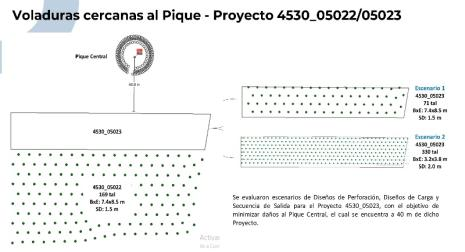 Voladuras cercanas al Pique - Proyecto 4530_05022/05023
Pique Central
40.0 m
4530_05023
4530_05022
169 tal
BxE: 7.4x8.5 m
SD: 1.5 m
Escenario 1
4530_05023
71 tal
BxE: 7.4x8.5 m
SD: 1.5 m
Escenario 2
4530_05023
330 tal
BxE: 3.2x3.8 m
SD: 2.0 m
Se evaluaron escenarios de Diseños de Perforación, Diseños de Carga y
Secuencia de Salida para el Proyecto 4530_05023, con el objetivo de
minimizar daños al Pique Central, el cual se encuentra a 40 m de dicho
Proyecto.
Activar